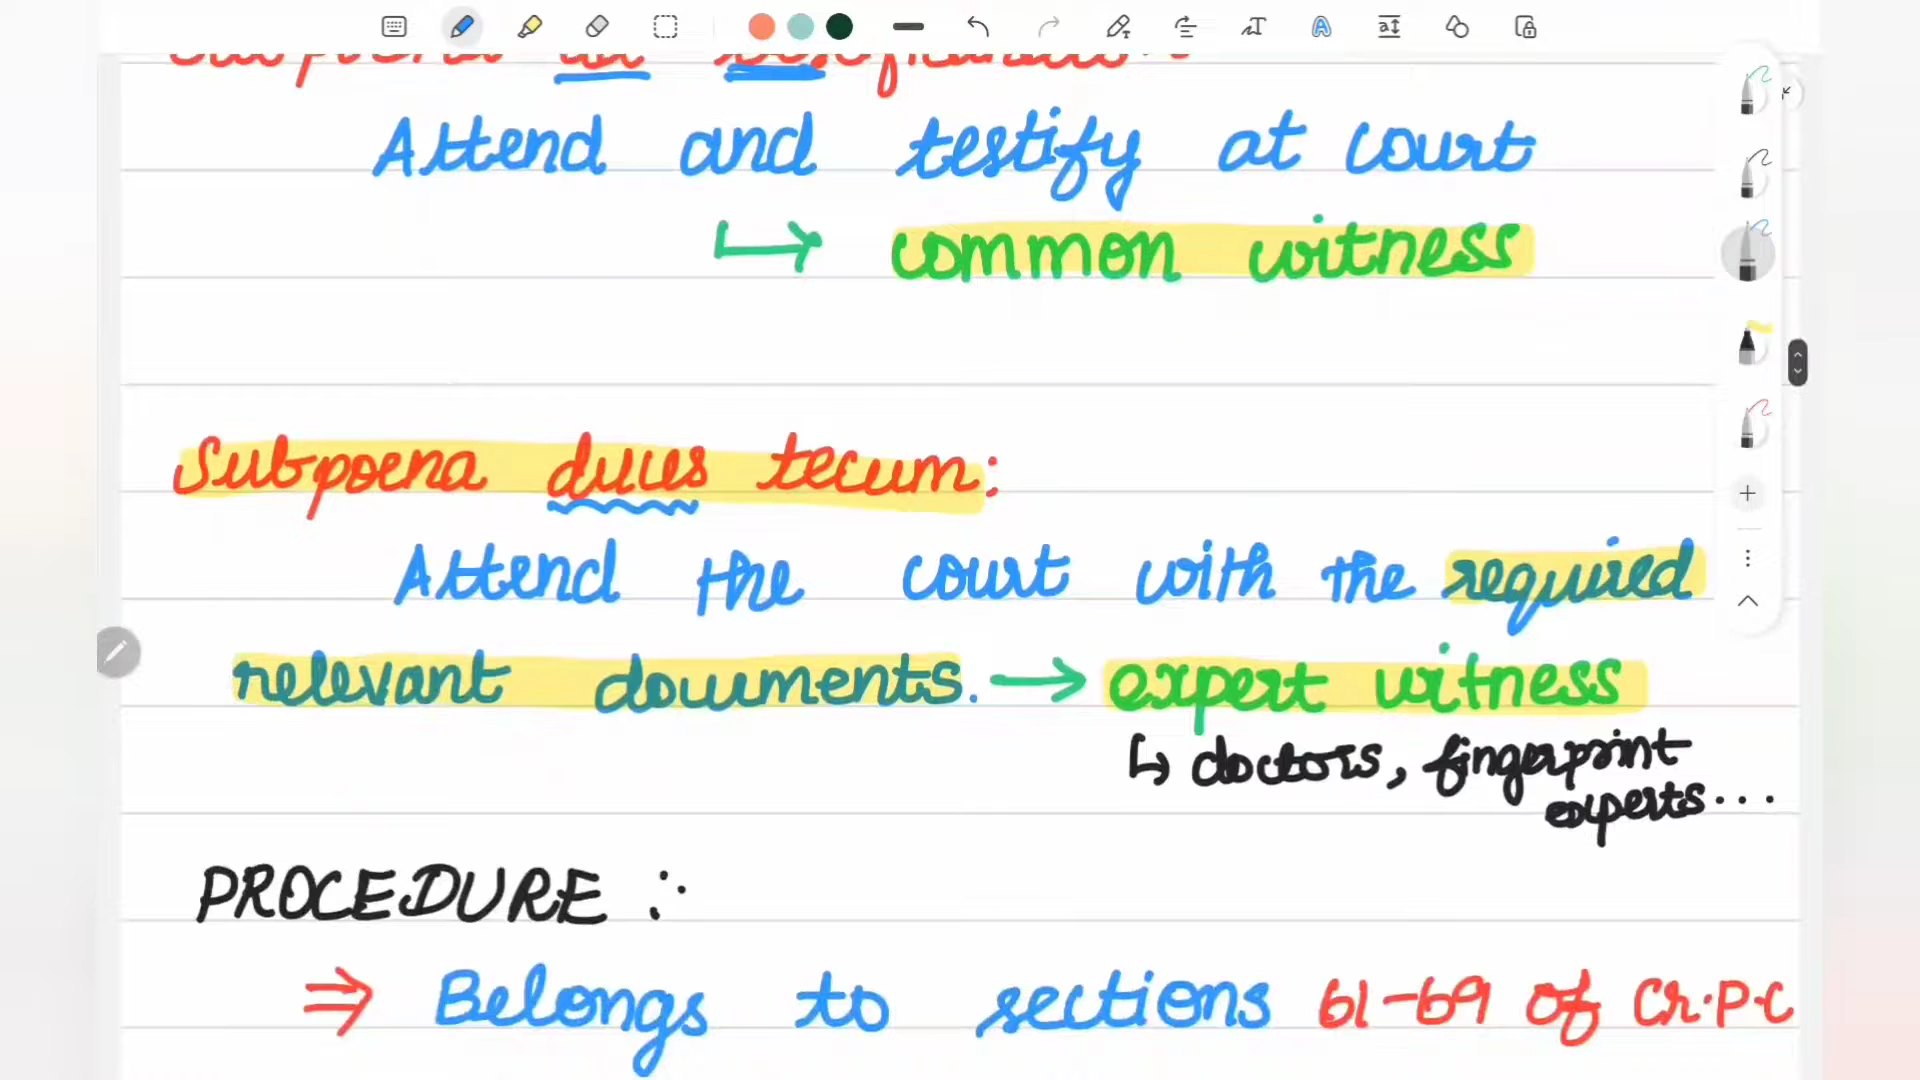 Subpoena
Attend and testify at court
↳ common witness
Subpoena duces tecum:
Attend the court with the required
relevant documents. → expert witness
↳ doctors, fingerprint
experts...
PROCEDURE :
⇒ Belongs to sections 61-69 of Cr.P.C